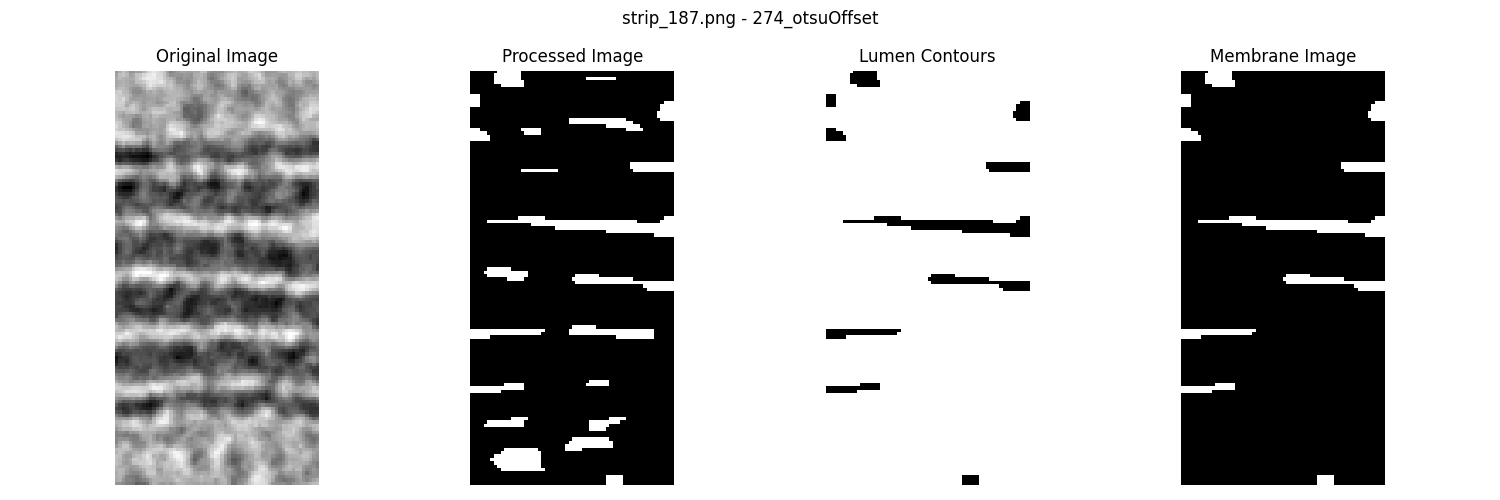 strip_187.png - 274_otsuOffset
Original Image
Processed Image
Lumen Contours
Membrane Image